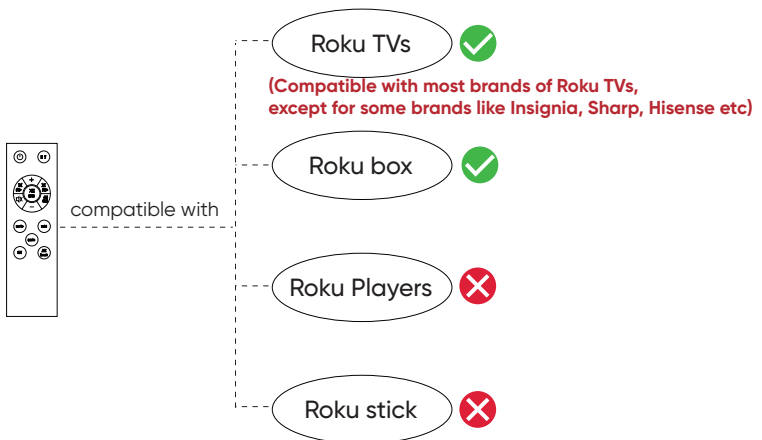 Roku TVs
(Compatible with most brands of Roku TVs,
except for some brands like Insignia, Sharp, Hisense etc)
Roku box
compatible with
Roku Players
Roku stick